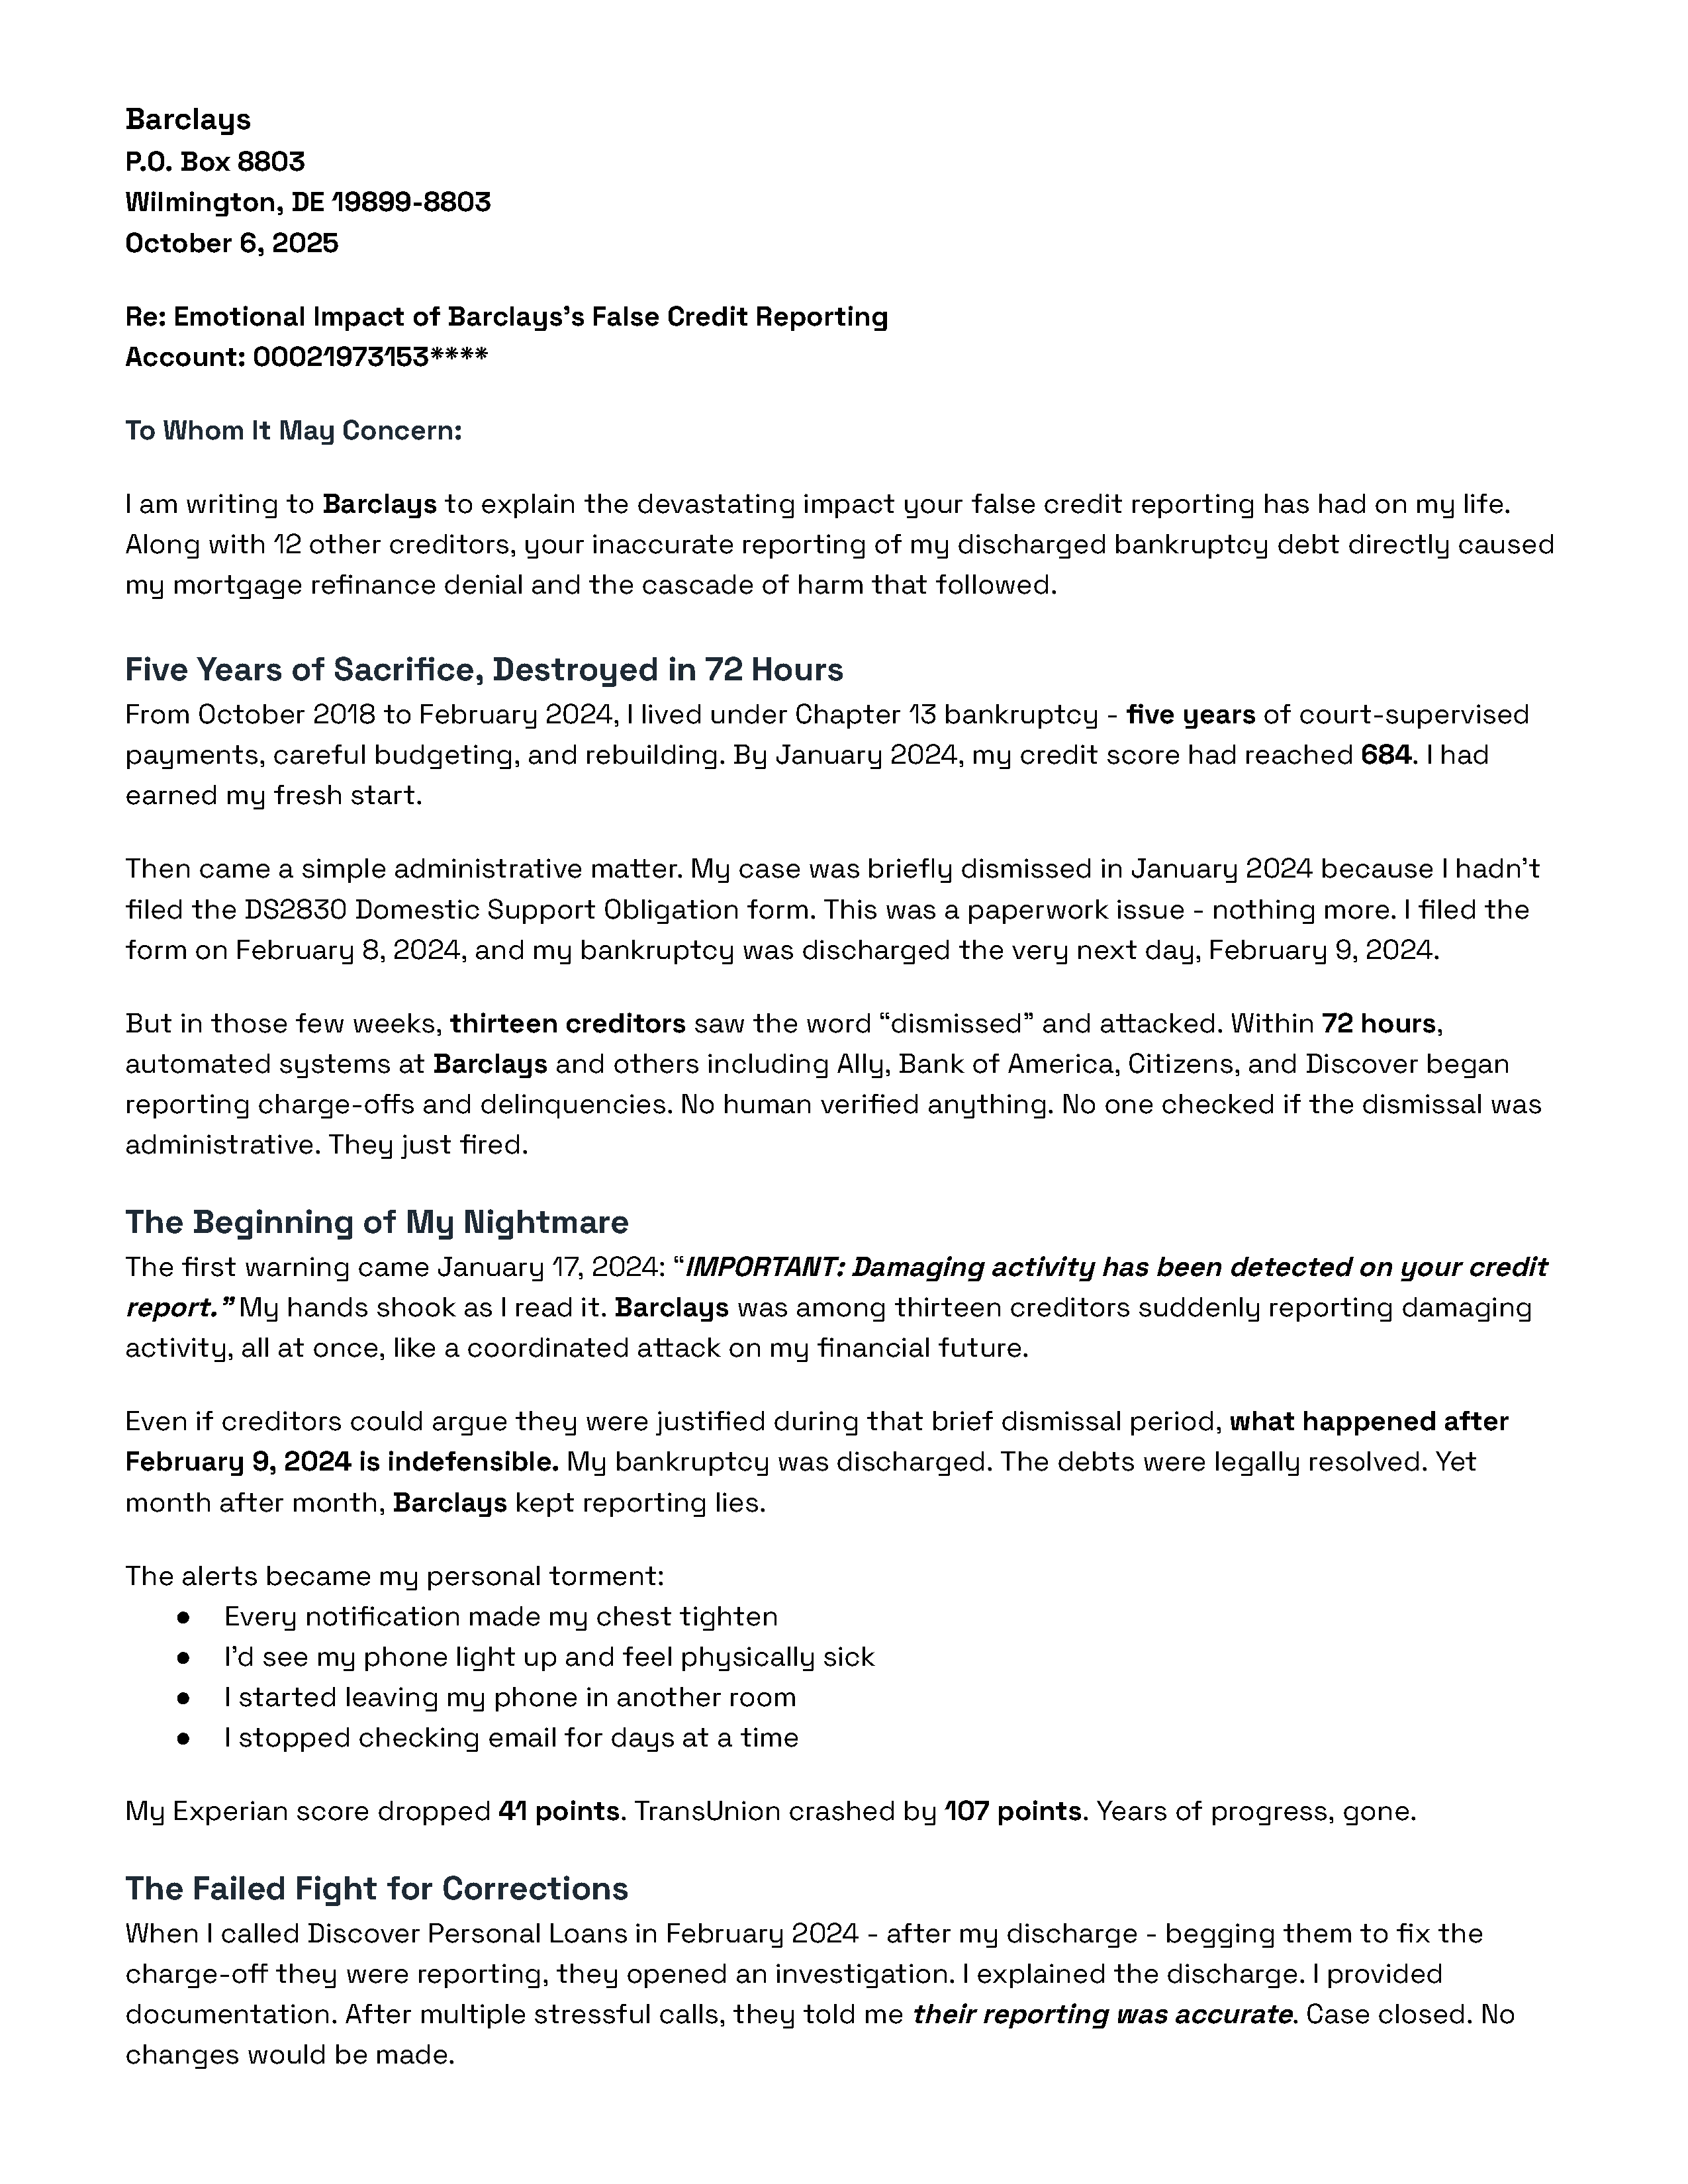 Barclays
P.O. Box 8803
Wilmington, DE 19899-8803
October 6, 2025
Re: Emotional Impact of Barclays’s False Credit Reporting
Account: 00021973153****
To Whom It May Concern:
I am writing to Barclays to explain the devastating impact your false credit reporting has had on my life.
Along with 12 other creditors, your inaccurate reporting of my discharged bankruptcy debt directly caused
my mortgage refinance denial and the cascade of harm that followed.
Five Years of Sacrifice, Destroyed in 72 Hours
From October 2018 to February 2024, I lived under Chapter 13 bankruptcy - five years of court-supervised
payments, careful budgeting, and rebuilding. By January 2024, my credit score had reached 684. I had
earned my fresh start.
Then came a simple administrative matter. My case was briefly dismissed in January 2024 because I hadn’t
filed the DS2830 Domestic Support Obligation form. This was a paperwork issue - nothing more. I filed the
form on February 8, 2024, and my bankruptcy was discharged the very next day, February 9, 2024.
But in those few weeks, thirteen creditors saw the word “dismissed” and attacked. Within 72 hours,
automated systems at Barclays and others including Ally, Bank of America, Citizens, and Discover began
reporting charge-offs and delinquencies. No human verified anything. No one checked if the dismissal was
administrative. They just fired.
The Beginning of My Nightmare
The first warning came January 17, 2024: “IMPORTANT: Damaging activity has been detected on your credit
report.” My hands shook as I read it. Barclays was among thirteen creditors suddenly reporting damaging
activity, all at once, like a coordinated attack on my financial future.
Even if creditors could argue they were justified during that brief dismissal period, what happened after
February 9, 2024 is indefensible. My bankruptcy was discharged. The debts were legally resolved. Yet
month after month, Barclays kept reporting lies.
The alerts became my personal torment:
● Every notification made my chest tighten
● I’d see my phone light up and feel physically sick
● I started leaving my phone in another room
● I stopped checking email for days at a time
My Experian score dropped 41 points. TransUnion crashed by 107 points. Years of progress, gone.
The Failed Fight for Corrections
When I called Discover Personal Loans in February 2024 - after my discharge - begging them to fix the
charge-off they were reporting, they opened an investigation. I explained the discharge. I provided
documentation. After multiple stressful calls, they told me their reporting was accurate. Case closed. No
changes would be made.